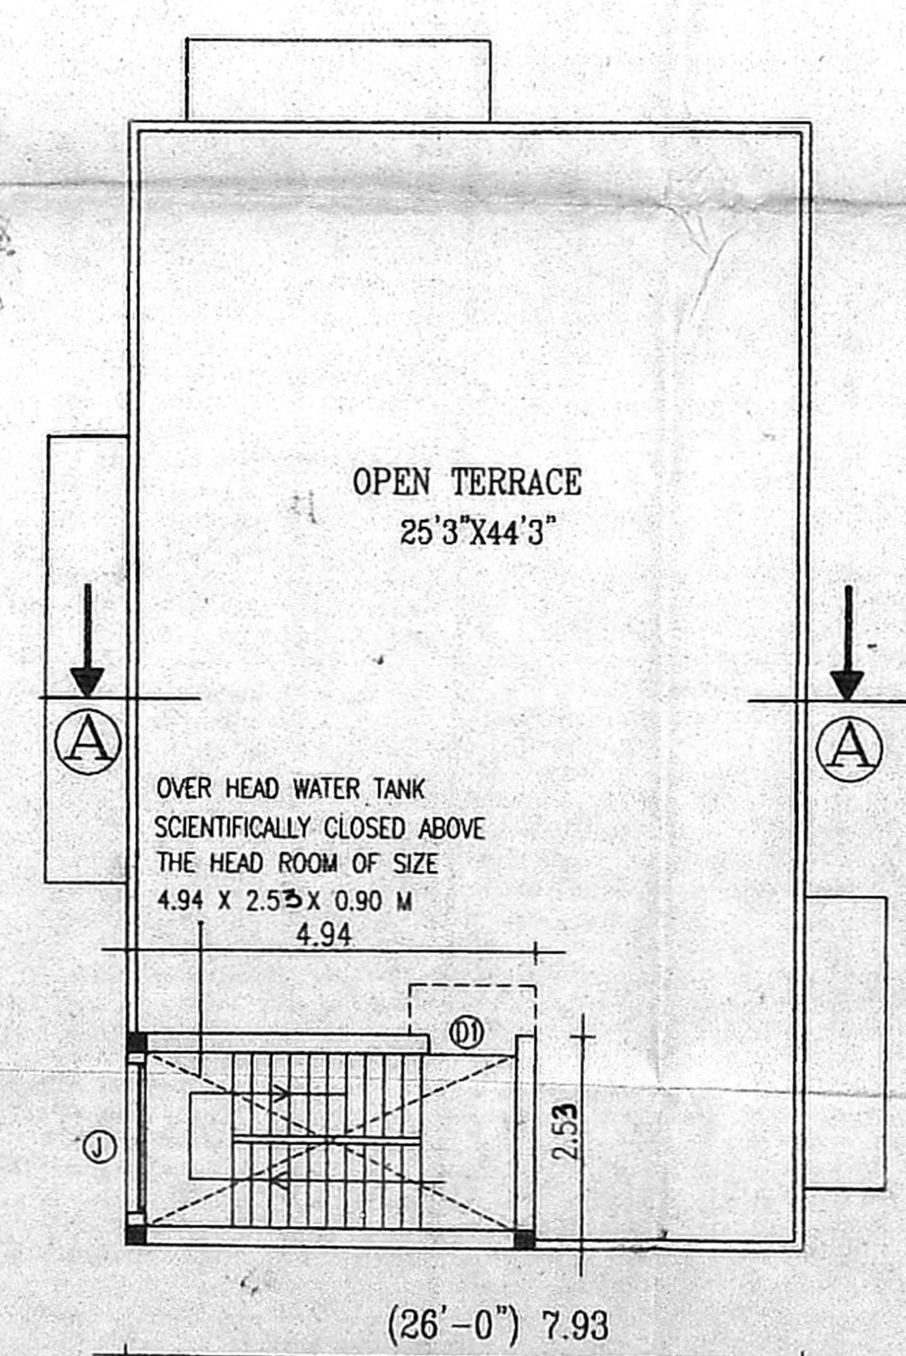 OPEN TERRACE
25'3"X44'3"
A
A
OVER HEAD WATER TANK
SCIENTIFICALLY CLOSED ABOVE
THE HEAD ROOM OF SIZE
4.94 X 2.53 X 0.90 M
4.94
D1
J
2.53
(26'-0") 7.93